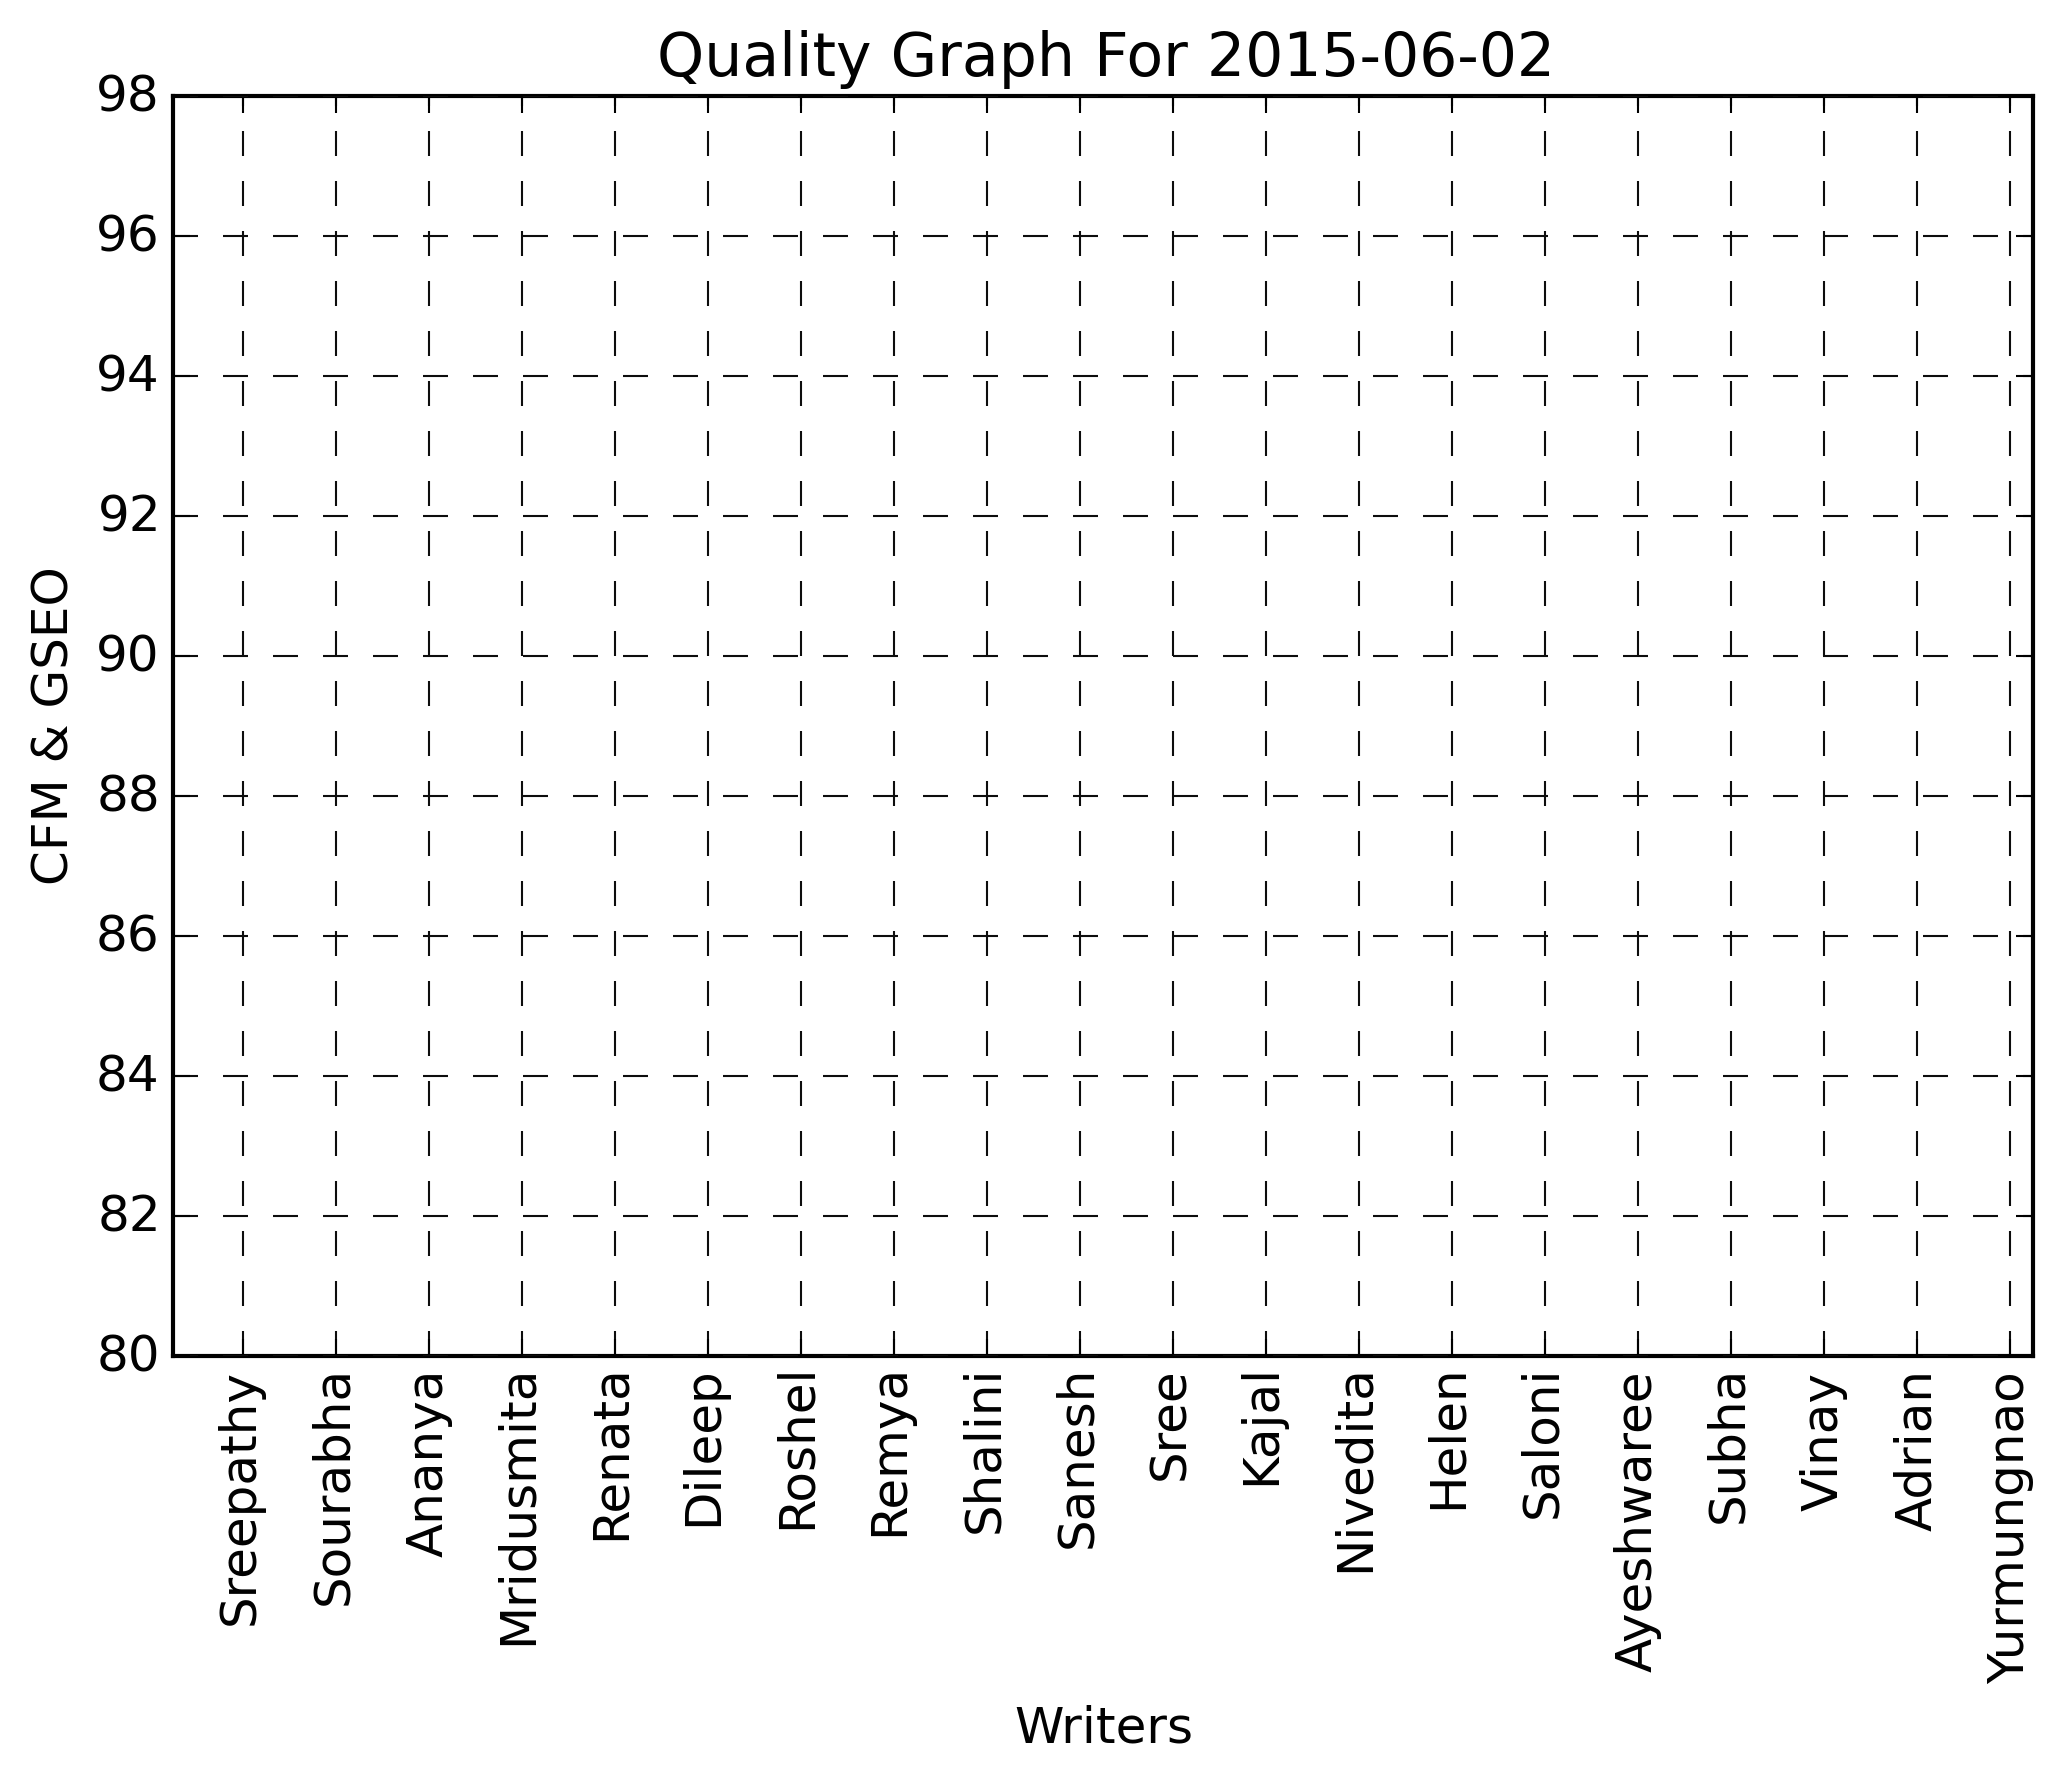 Quality Graph For 2015-06-02
98
96
94
92
90
88
86
84
82
80
CFM & GSEO
Sreepathy
Sourabha
Ananya
Mridusmita
Renata
Dileep
Roshel
Remya
Shalini
Sanesh
Sree
Kajal
Nivedita
Helen
Saloni
Ayeshwaree
Subha
Vinay
Adrian
Yurmungnao
Writers